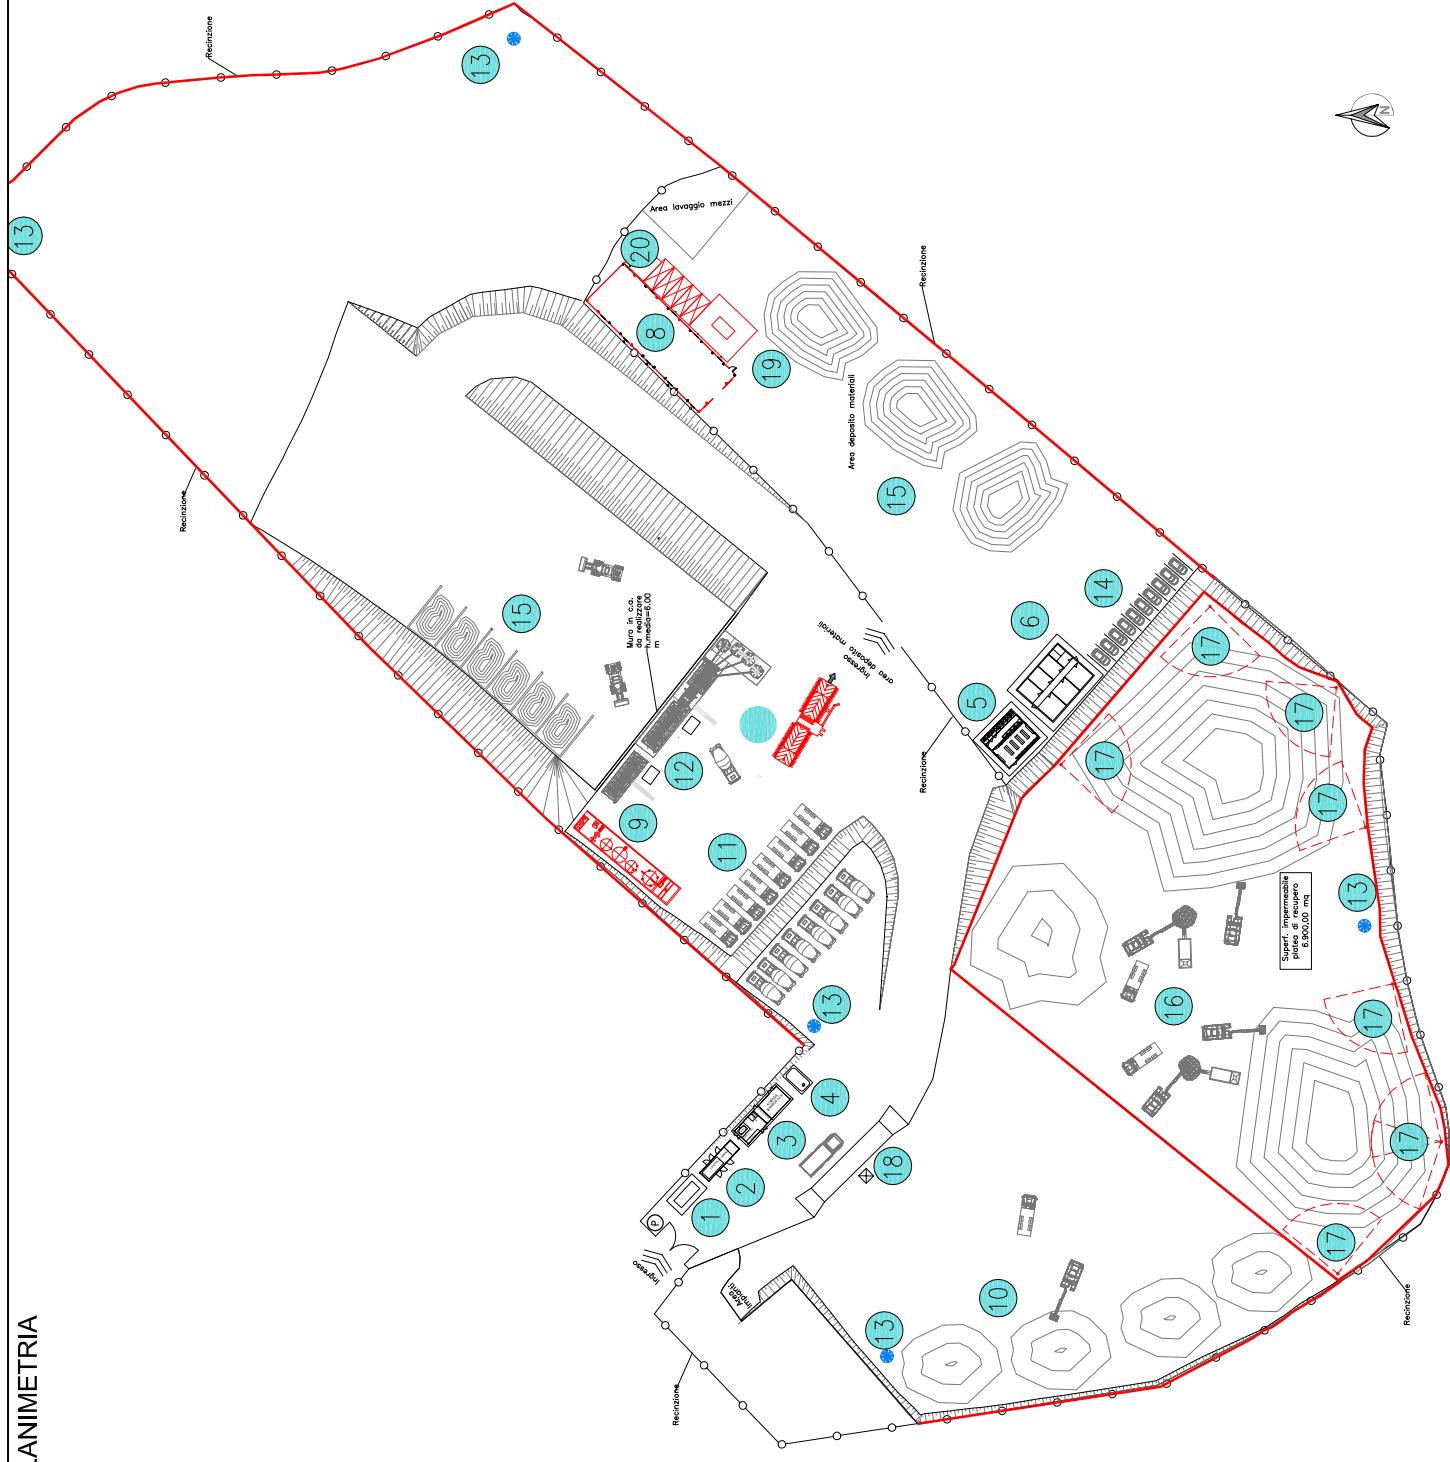 .ANIMETRIA
Recinzione
13
13
N
Area lavaggio mezzi
20
8
19
Recinzione
Area deposito materiali
15
Recinzione
15
Muro in c.a.
da realizzare
h.media=6.00
m
14
6
Ingresso
area deposito materiali
5
17
17
17
17
12
9
11
Recinzione
Superf. impermeabile
platea di recupero
6.900,00 mq
13
16
17
13
4
3
2
1
P
18
17
17
Ingresso
Area
Impianti
10
13
Recinzione
Recinzione